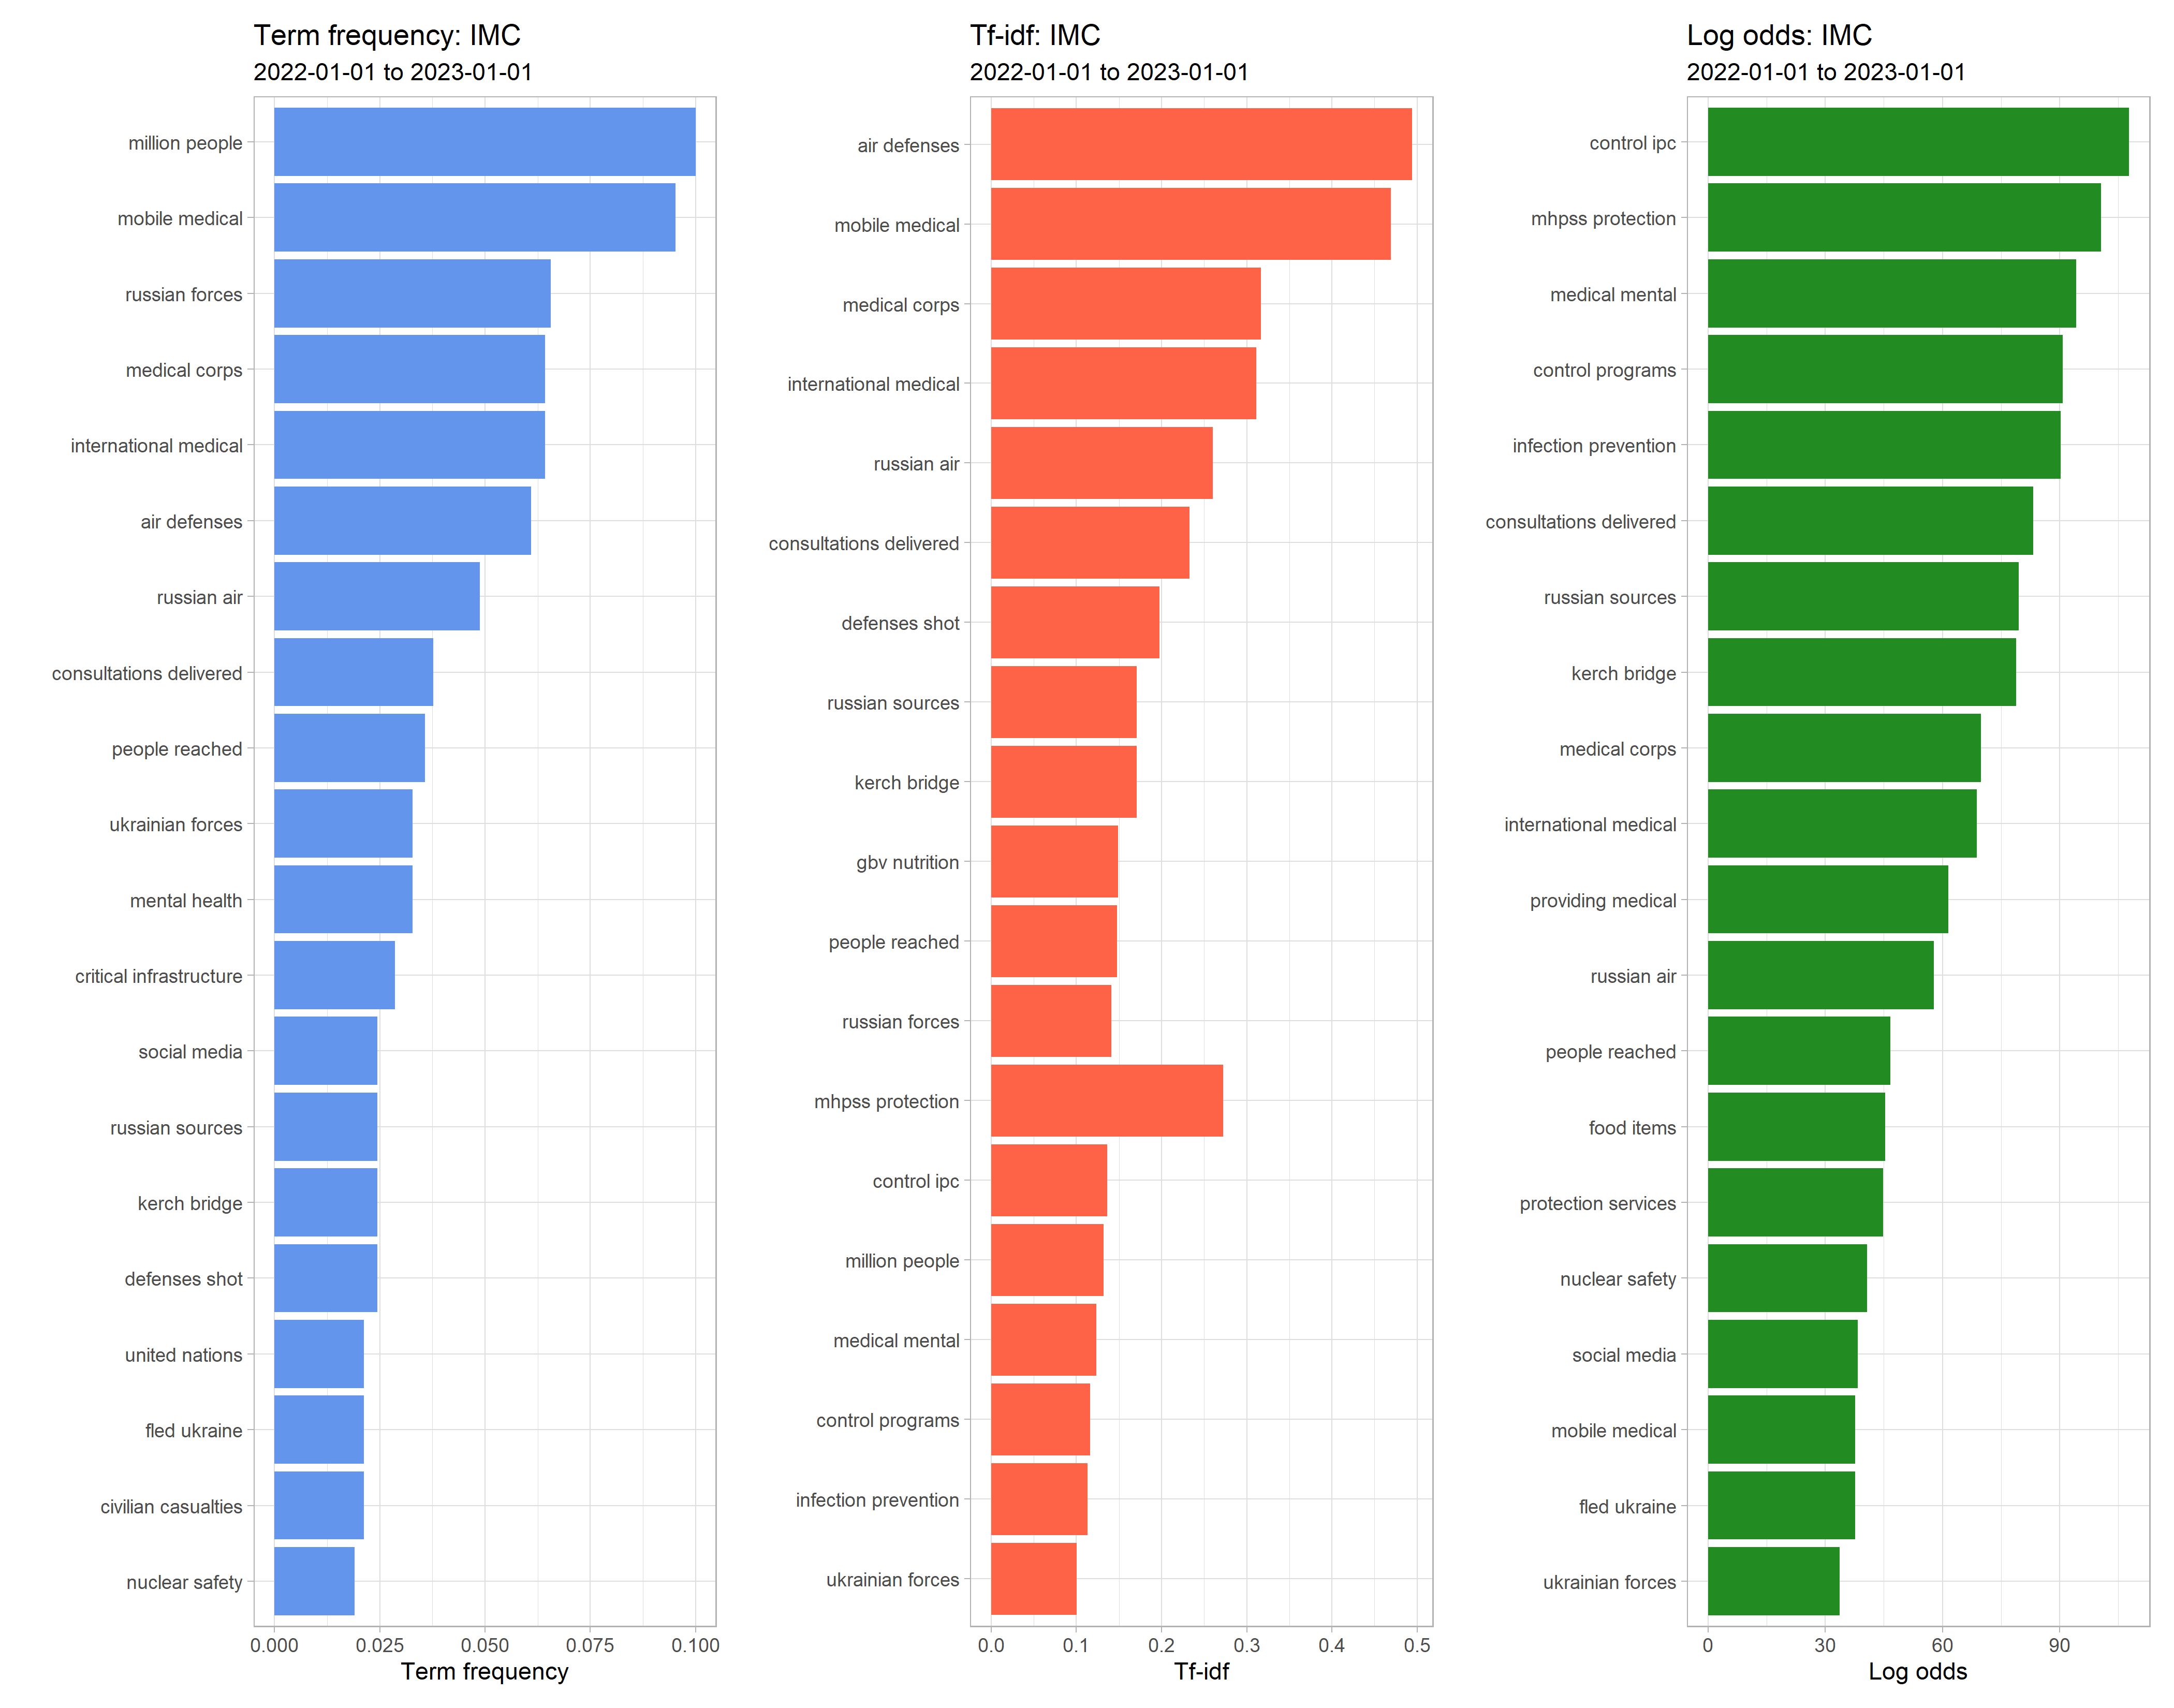 Term frequency: IMC
2022-01-01 to 2023-01-01
million people
mobile medical
russian forces
medical corps
international medical
air defenses
russian air
consultations delivered
people reached
ukrainian forces
mental health
critical infrastructure
social media
russian sources
kerch bridge
defenses shot
united nations
fled ukraine
civilian casualties
nuclear safety
0.000 0.025 0.050 0.075 0.100
Term frequency
Tf-idf: IMC
2022-01-01 to 2023-01-01
air defenses
mobile medical
medical corps
international medical
russian air
consultations delivered
defenses shot
russian sources
kerch bridge
gbv nutrition
people reached
russian forces
mhpss protection
control ipc
million people
medical mental
control programs
infection prevention
ukrainian forces
0.0 0.1 0.2 0.3 0.4 0.5
Tf-idf
Log odds: IMC
2022-01-01 to 2023-01-01
control ipc
mhpss protection
medical mental
control programs
infection prevention
consultations delivered
russian sources
kerch bridge
medical corps
international medical
providing medical
russian air
people reached
food items
protection services
nuclear safety
social media
mobile medical
fled ukraine
ukrainian forces
0 30 60 90
Log odds